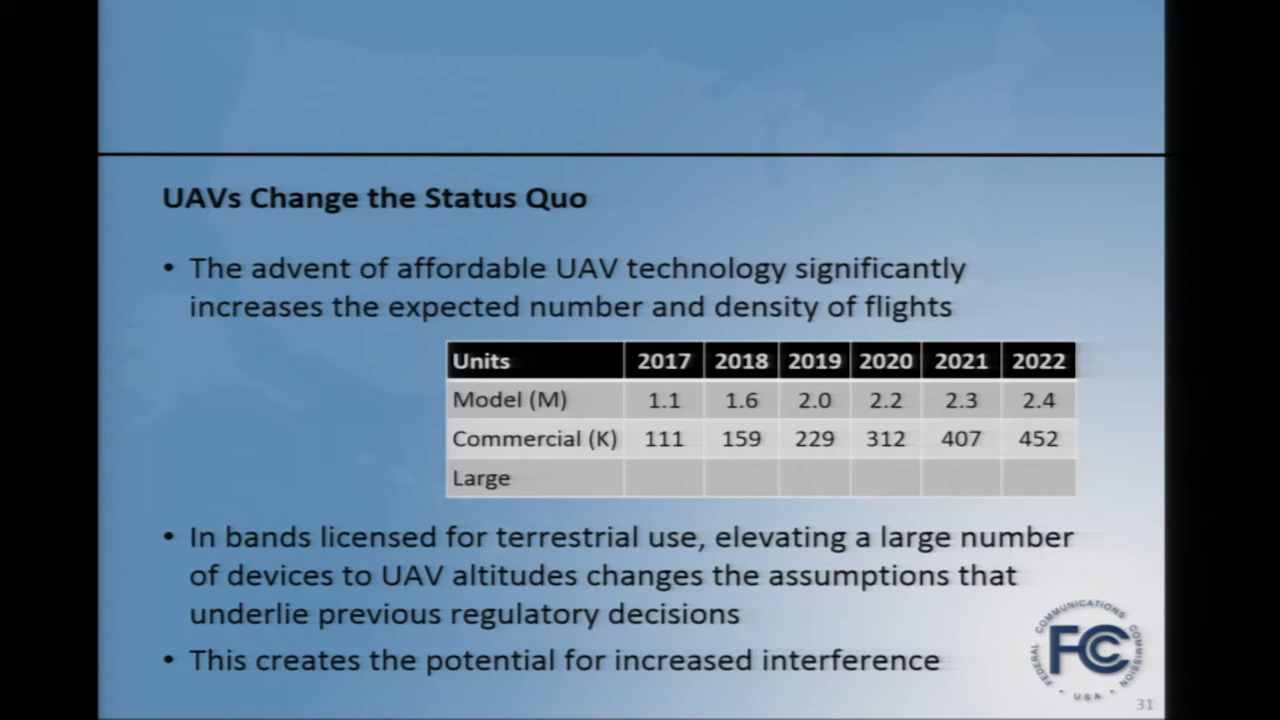 UAVs Change the Status Quo
• The advent of affordable UAV technology significantly
increases the expected number and density of flights
Units 2017 2018 2019 2020 2021 2022
Model (M) 1.1 1.6 2.0 2.2 2.3 2.4
Commercial (K) 111 159 229 312 407 452
Large
• In bands licensed for terrestrial use, elevating a large number
of devices to UAV altitudes changes the assumptions that
underlie previous regulatory decisions
• This creates the potential for increased interference
FEDERAL COMMUNICATIONS COMMISSION
FCC
• USA •
31